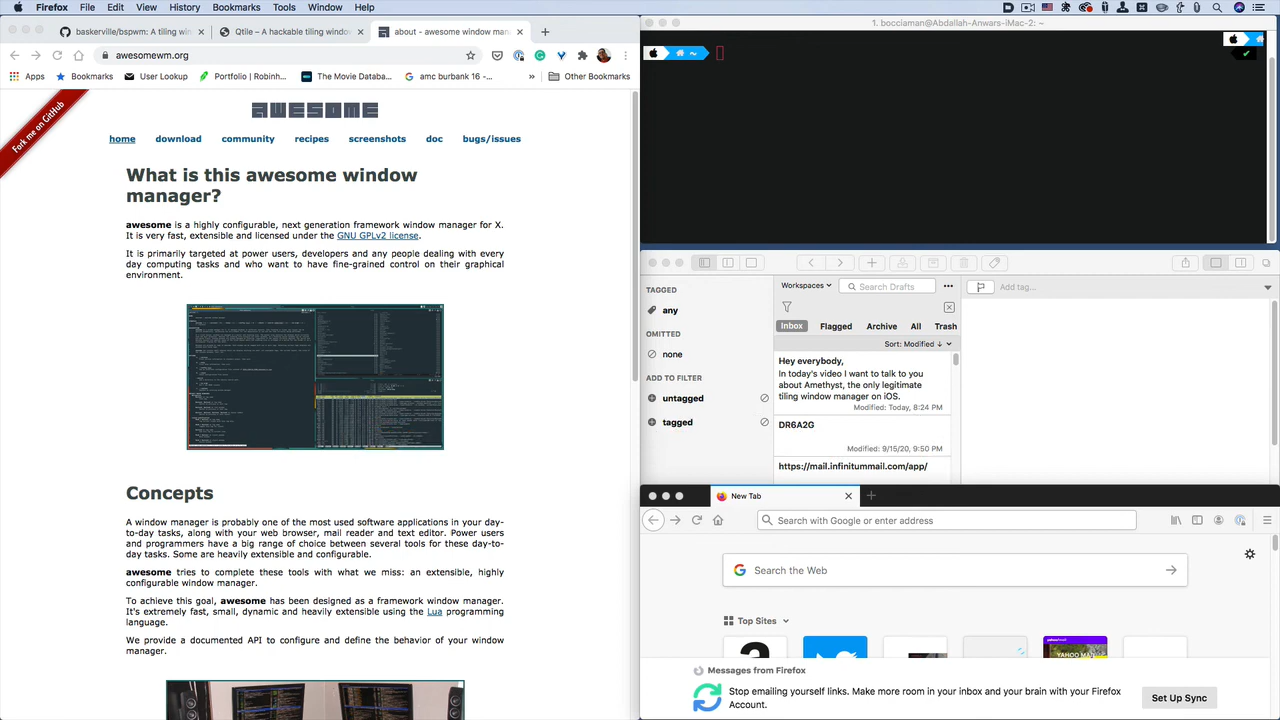 Firefox File Edit View History Bookmarks Tools Window Help
baskerville/bspwm: A tiling win
Qtile – A hackable tiling window
about - awesome window man
awesomewm.org
Apps Bookmarks User Lookup Portfolio | Robinh... The Movie Databa... amc burbank 16 -... » Other Bookmarks
Fork me on GitHub
awesome
home download community recipes screenshots doc bugs/issues
What is this awesome window
manager?
awesome is a highly configurable, next generation framework window manager for X.
It is very fast, extensible and licensed under the GNU GPLv2 license.
It is primarily targeted at power users, developers and any people dealing with every
day computing tasks and who want to have fine-grained control on their graphical
environment.
Concepts
A window manager is probably one of the most used software applications in your day-
to-day tasks, along with your web browser, mail reader and text editor. Power users
and programmers have a big range of choice between several tools for these day-to-
day tasks. Some are heavily extensible and configurable.
awesome tries to complete these tools with what we miss: an extensible, highly
configurable window manager.
To achieve this goal, awesome has been designed as a framework window manager.
It's extremely fast, small, dynamic and heavily extensible using the Lua programming
language.
We provide a documented API to configure and define the behavior of your window
manager.
1. bocciaman@Abdallah-Anwars-iMac-2: ~
~
TAGGED
any
OMITTED
none
ADD TO FILTER
untagged
tagged
Workspaces
Search Drafts
Inbox Flagged Archive All Trash
Sort: Modified ↓
Hey everybody,
In today's video I want to talk to you
about Amethyst, the only legitimate
tiling window manager on iOS.
Modified: Today, 8:24 PM
DR6A2G
Modified: 9/15/20, 9:50 PM
https://mail.infinitummail.com/app/
Add tag...
New Tab
Search with Google or enter address
Search the Web
Top Sites
YAHOO MAIL
Messages from Firefox
Stop emailing yourself links. Make more room in your inbox and your brain with your Firefox
Account.
Set Up Sync